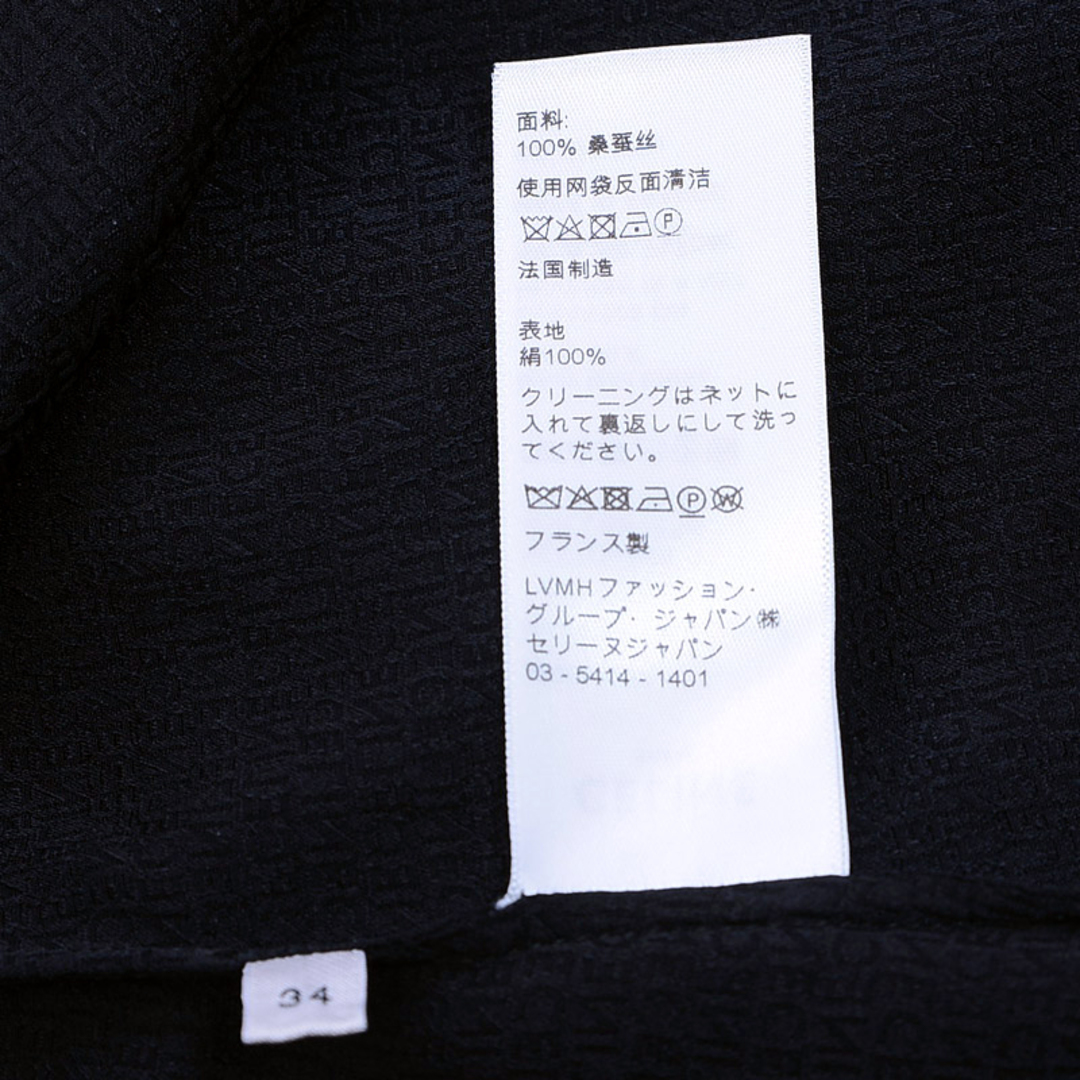 面料:
100% 桑蚕丝
使用网袋反面清洁
P
法国制造
表地
絹100%
クリーニングはネットに
入れて裏返しにして洗っ
てください。
P W
フランス製
LVMHファッション・
グループ・ジャパン㈱
セリーヌジャパン
03 - 5414 - 1401
34